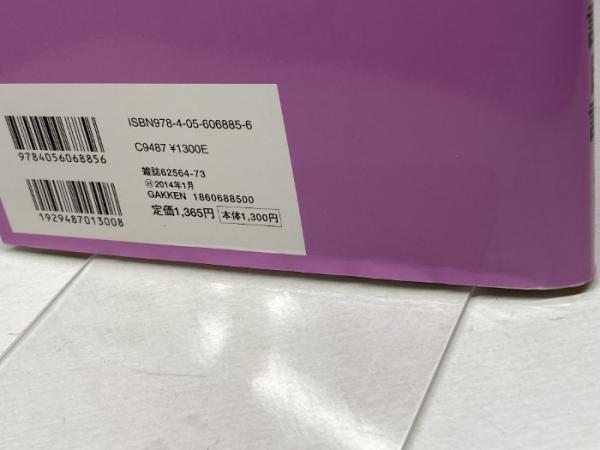 ISBN978-4-05-606885-6
C9487 ¥1300E
9784056068856
雑誌62564-73
Ⓗ2014年1月
GAKKEN 1860688500
1929487013008
定価1,365円 本体1,300円